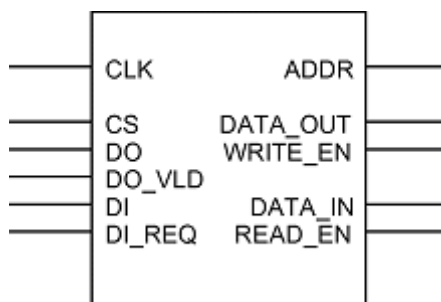 CLK ADDR
CS DATA_OUT
DO WRITE_EN
DO_VLD
DI DATA_IN
DI_REQ READ_EN